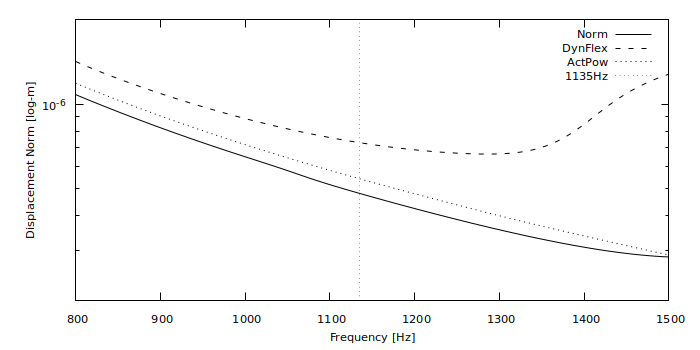 Norm
DynFlex
ActPow
1135Hz
10^-6
Displacement Norm [log-m]
800 900 1000 1100 1200 1300 1400 1500
Frequency [Hz]